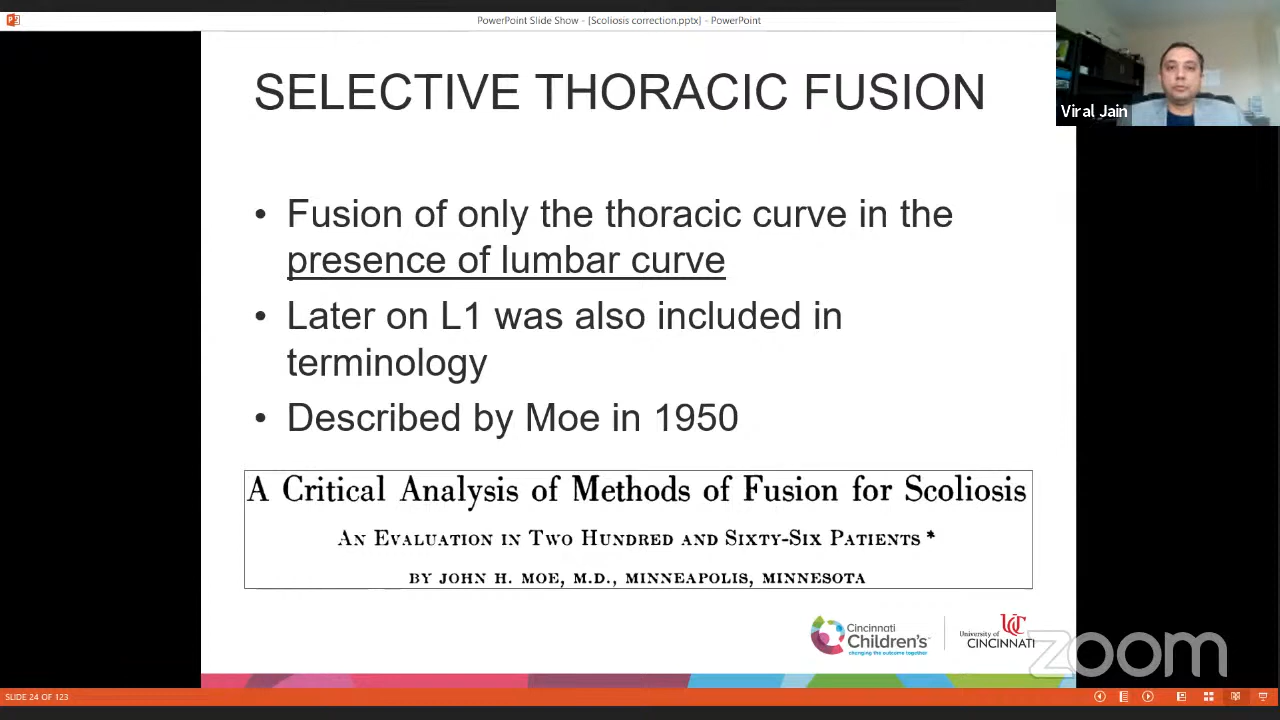 PowerPoint Slide Show - [Scoliosis correction.pptx] - PowerPoint
Viral Jain
SELECTIVE THORACIC FUSION
• Fusion of only the thoracic curve in the
presence of lumbar curve
• Later on L1 was also included in
terminology
• Described by Moe in 1950
A Critical Analysis of Methods of Fusion for Scoliosis
AN EVALUATION IN TWO HUNDRED AND SIXTY-SIX PATIENTS *
BY JOHN H. MOE, M.D., MINNEAPOLIS, MINNESOTA
Cincinnati
Children's
changing the outcome together
UC
University of
CINCINNATI
zoom
SLIDE 24 OF 123